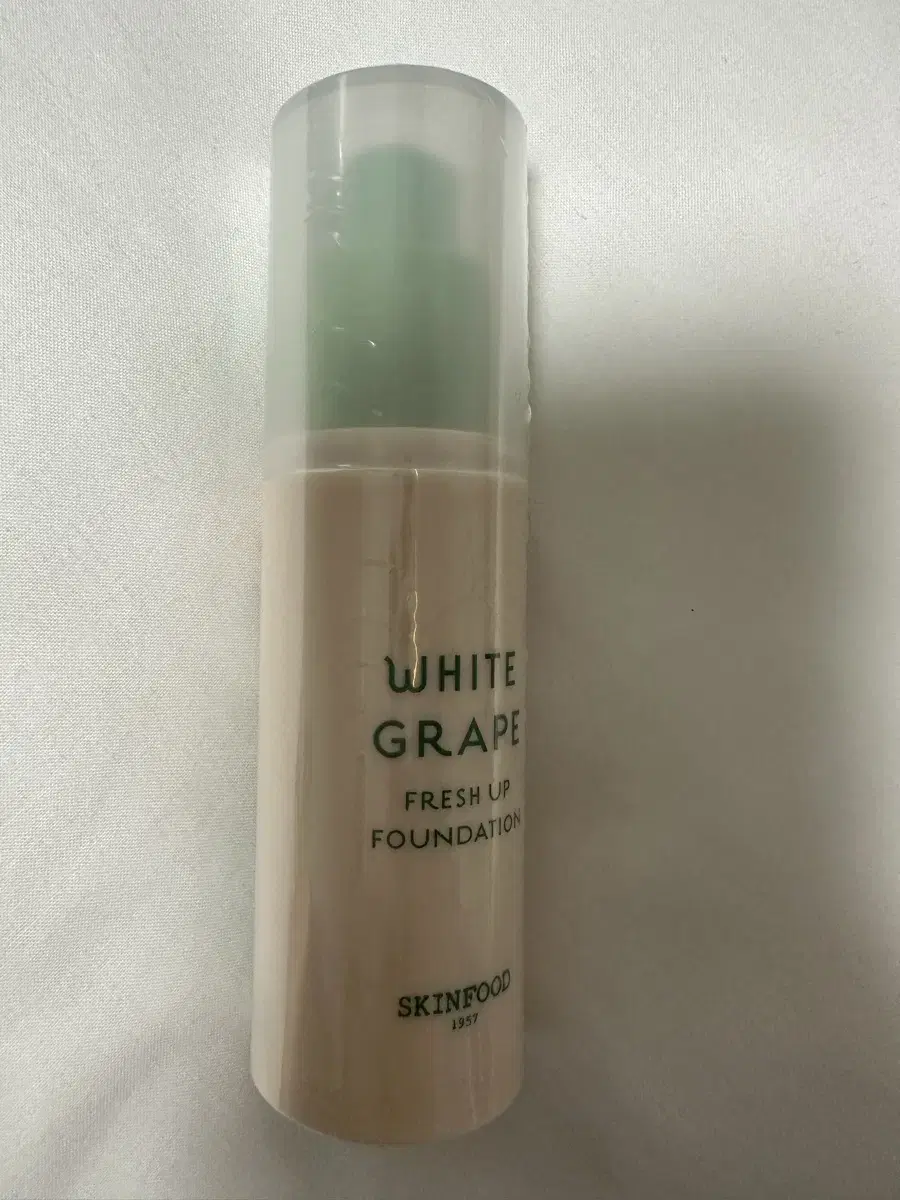 WHITE
GRAPE
FRESH UP
FOUNDATION
SKINFOOD
1957